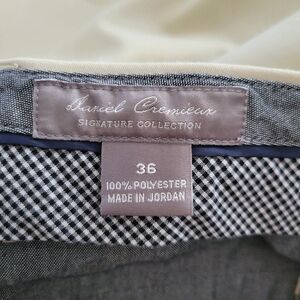 Daniel Cremieux
SIGNATURE COLLECTION
36
100% POLYESTER
MADE IN JORDAN